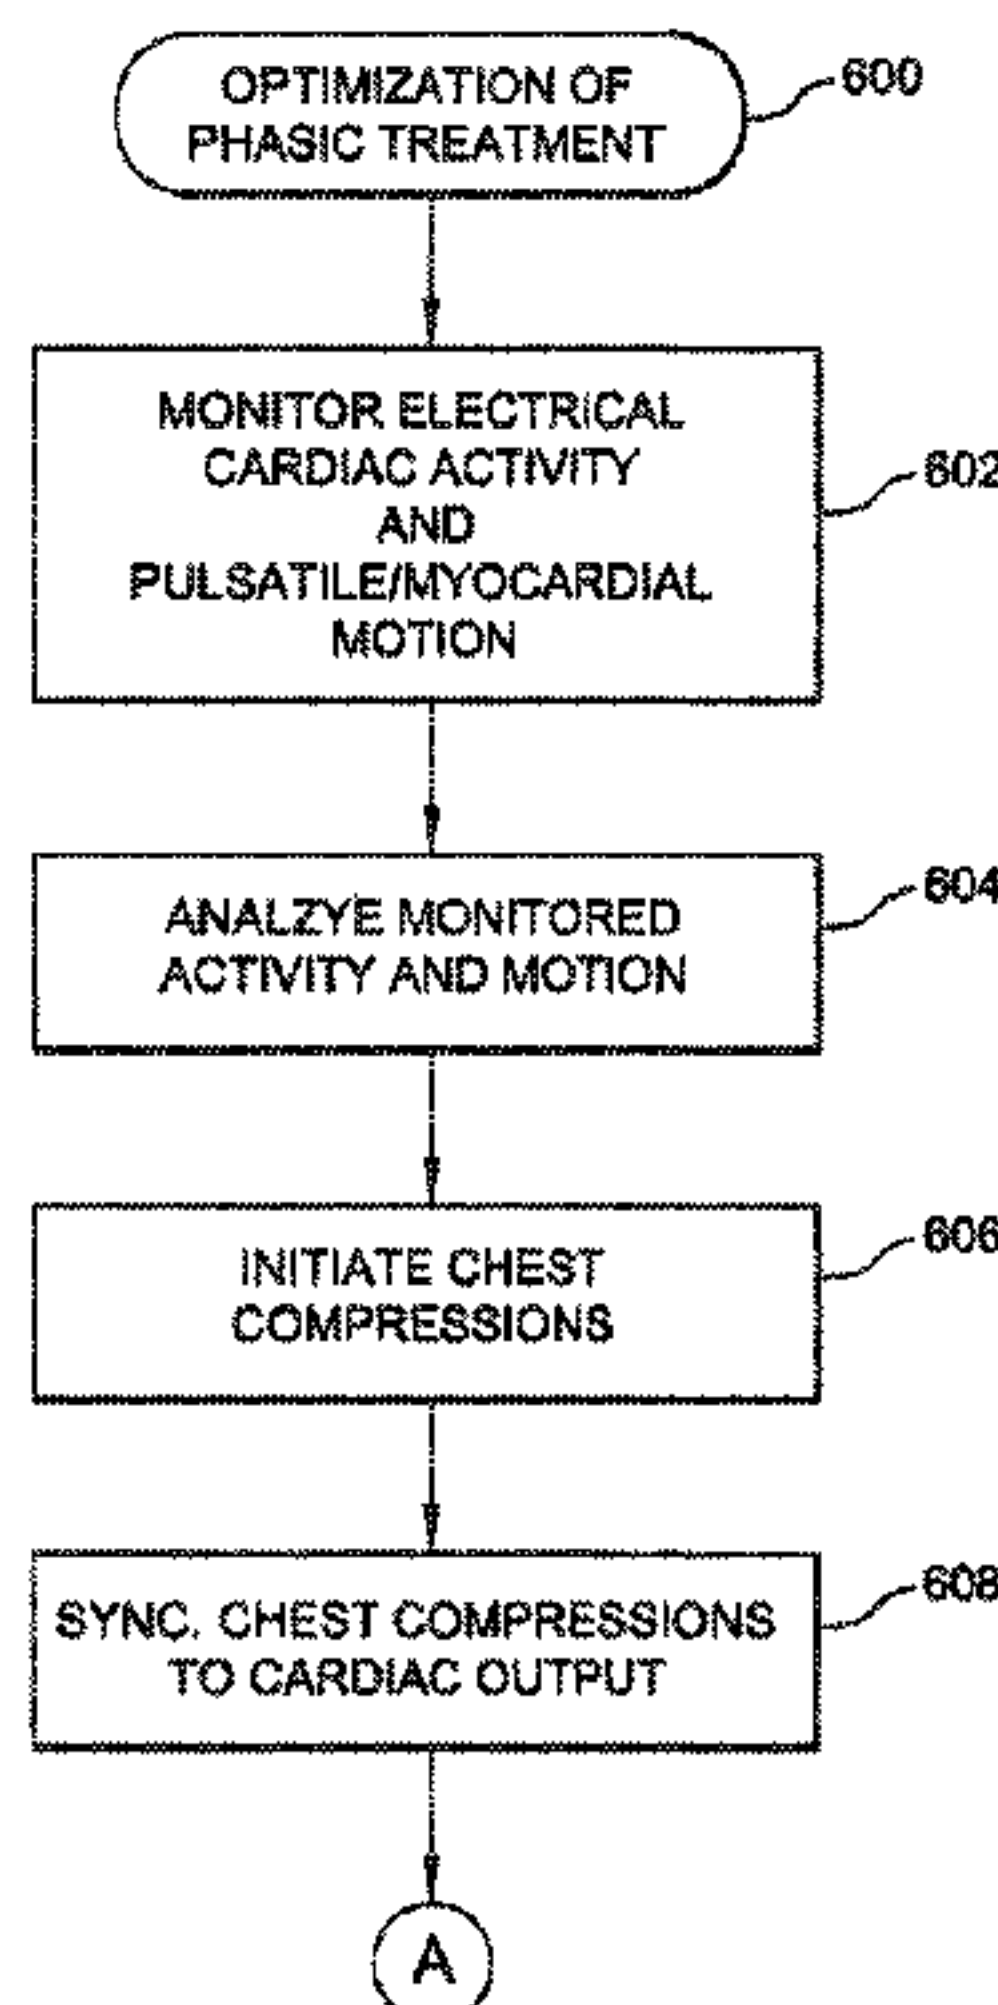 OPTIMIZATION OF
PHASIC TREATMENT
600
MONITOR ELECTRICAL
CARDIAC ACTIVITY
AND
PULSATILE/MYOCARDIAL
MOTION
602
ANALZYE MONITORED
ACTIVITY AND MOTION
604
INITIATE CHEST
COMPRESSIONS
606
SYNC. CHEST COMPRESSIONS
TO CARDIAC OUTPUT
608
A